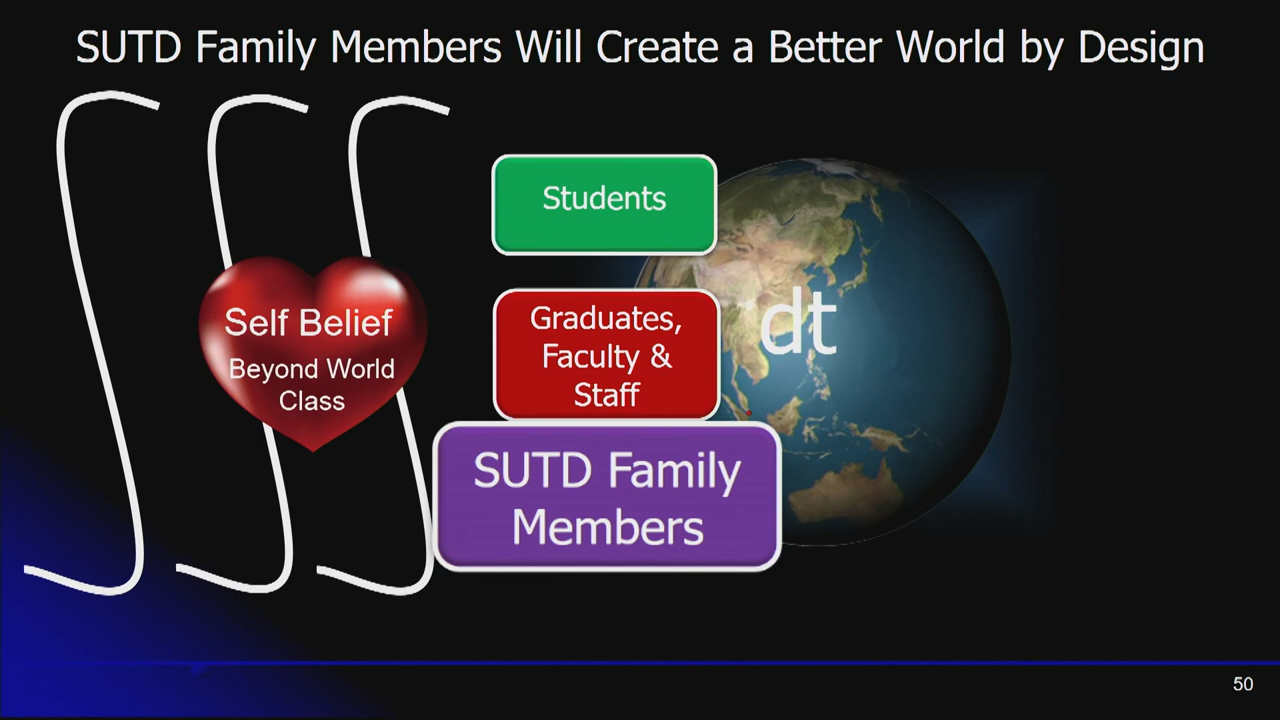 SUTD Family Members Will Create a Better World by Design
Students
Self Belief
Beyond World
Class
Graduates,
Faculty &
Staff
dt
SUTD Family
Members
50